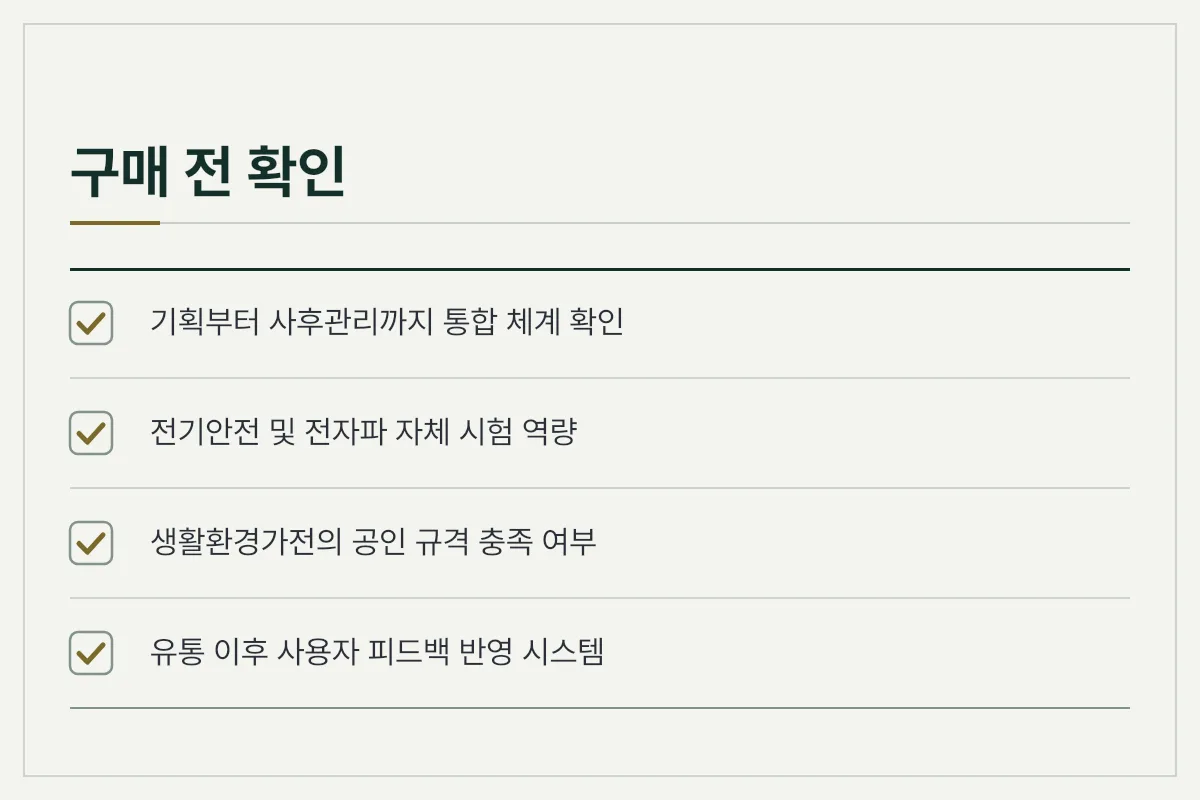 구매 전 확인
기획부터 사후관리까지 통합 체계 확인
전기안전 및 전자파 자체 시험 역량
생활환경가전의 공인 규격 충족 여부
유통 이후 사용자 피드백 반영 시스템